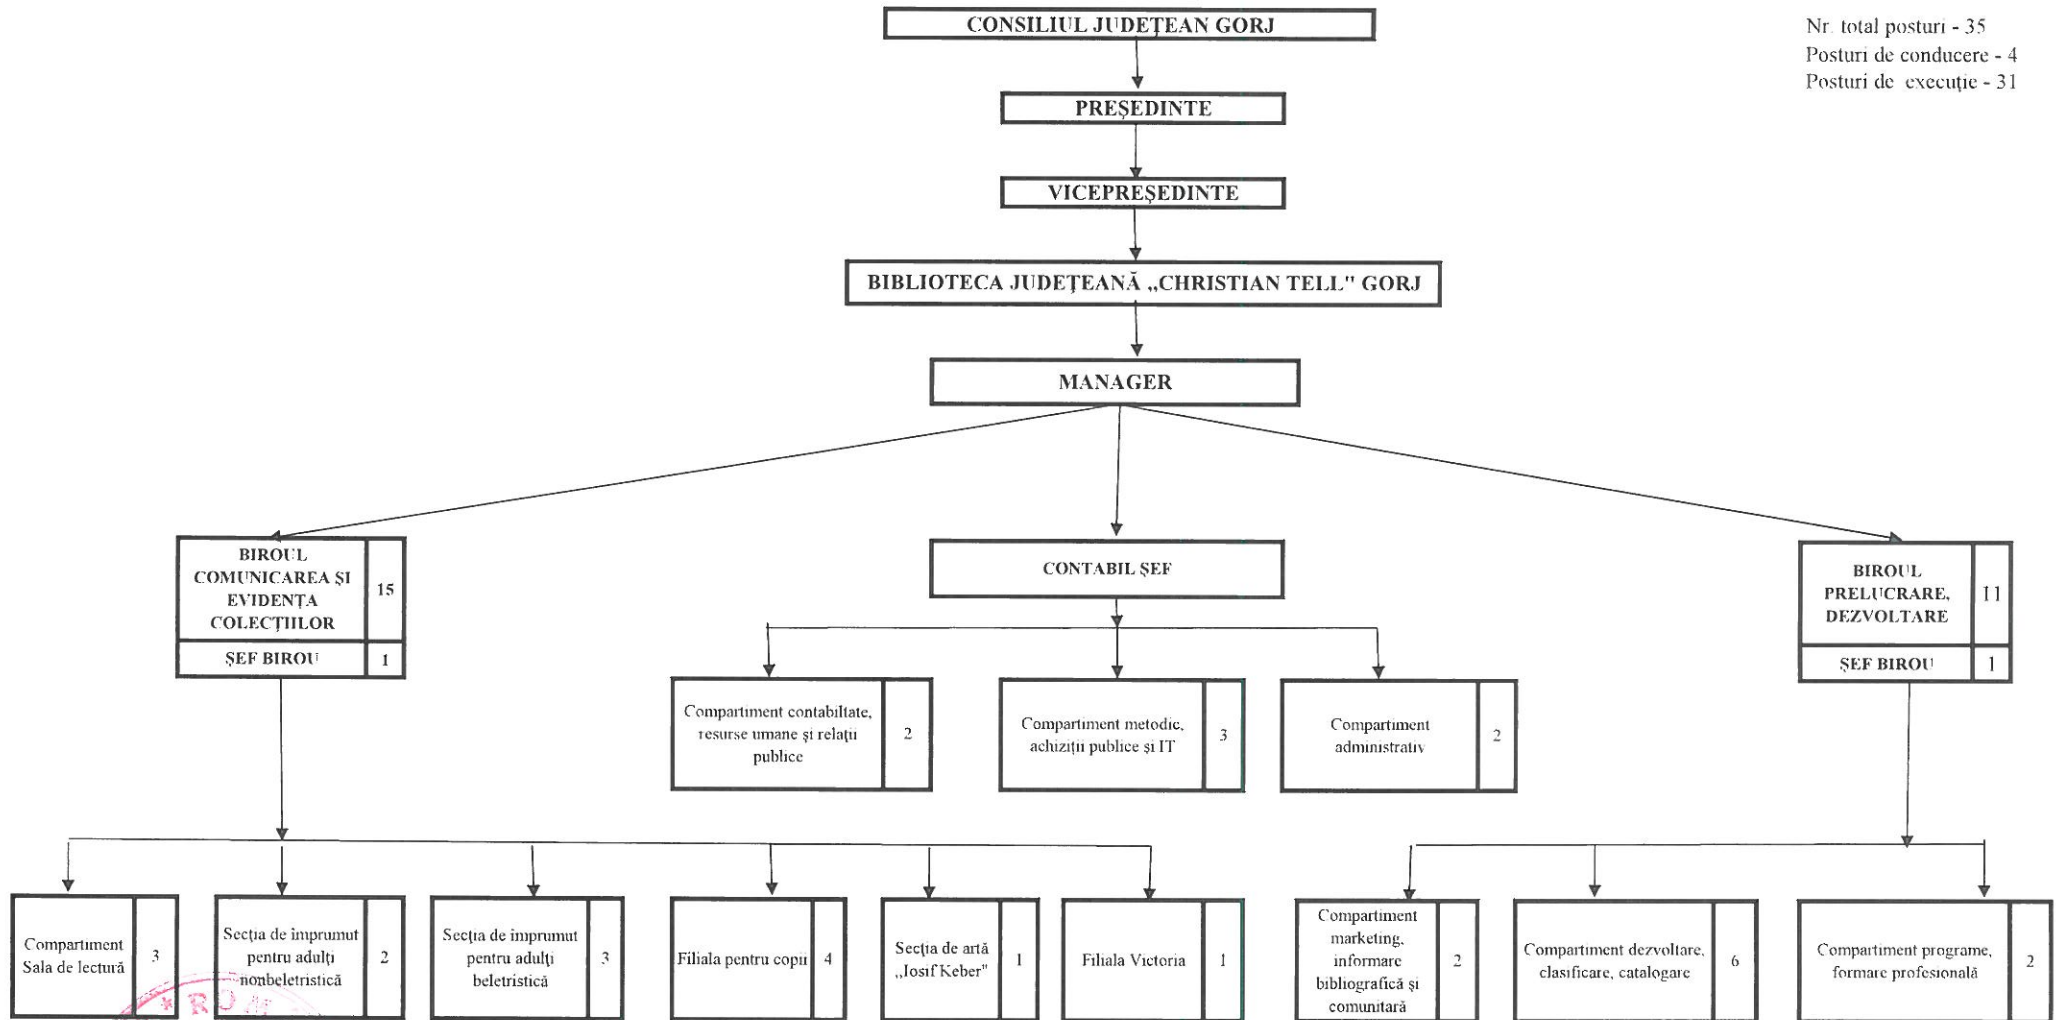 CONSILIUL JUDEȚEAN GORJ
Nr. total posturi - 35
Posturi de conducere - 4
Posturi de execuție - 31
PREȘEDINTE
VICEPREȘEDINTE
BIBLIOTECA JUDEȚEANĂ „CHRISTIAN TELL" GORJ
MANAGER
BIROUL
COMUNICAREA ȘI
EVIDENȚA
COLECȚIILOR
15
ȘEF BIROU 1
CONTABIL ȘEF
BIROUL
PRELUCRARE,
DEZVOLTARE
11
ȘEF BIROU 1
Compartiment contabiltate,
resurse umane și relații
publice
2
Compartiment metodic,
achiziții publice și IT
3
Compartiment
administrativ
2
Compartiment
Sala de lectură
3
Secția de împrumut
pentru adulți
nonbeletristică
2
Secția de împrumut
pentru adulți
beletristică
3
Filiala pentru copii 4
Secția de artă
„Iosif Keber"
1
Filiala Victoria 1
Compartiment
marketing,
informare
bibliografică și
comunitară
2
Compartiment dezvoltare,
clasificare, catalogare
6
Compartiment programe,
formare profesională
2
* ROM